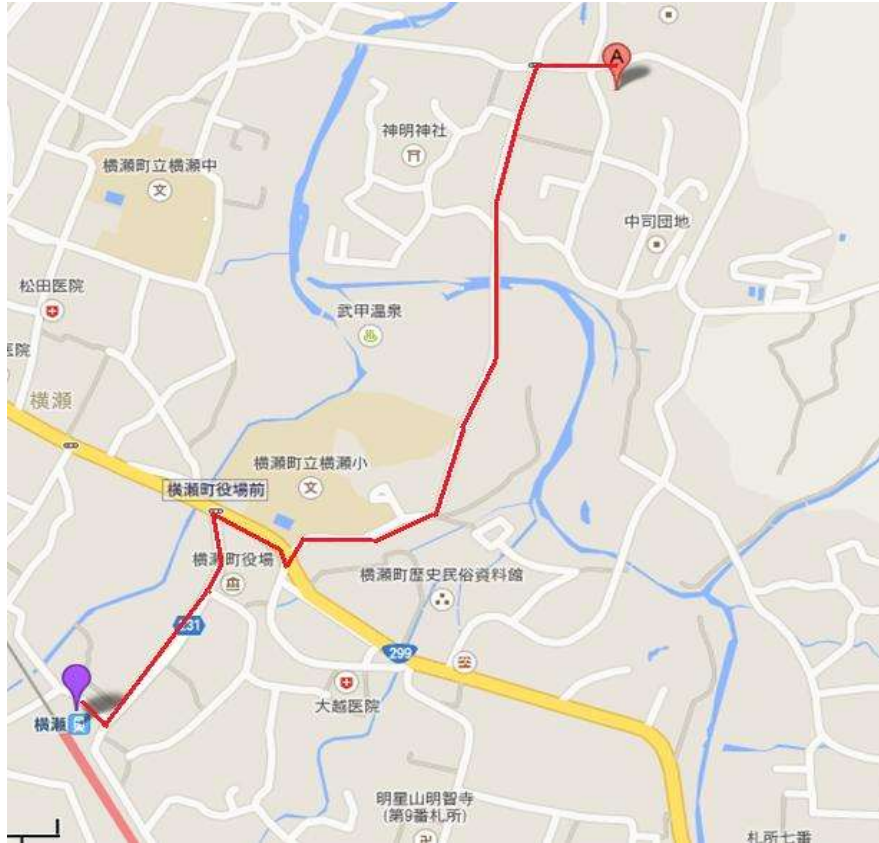 A
神明神社
横瀬町立横瀬中
中司団地
松田医院
武甲温泉
医院
横瀬
横瀬町立横瀬小
横瀬町役場前
横瀬町役場
横瀬町歴史民俗資料館
231
299
大越医院
横瀬
明星山明智寺
(第9番札所)
札所七番